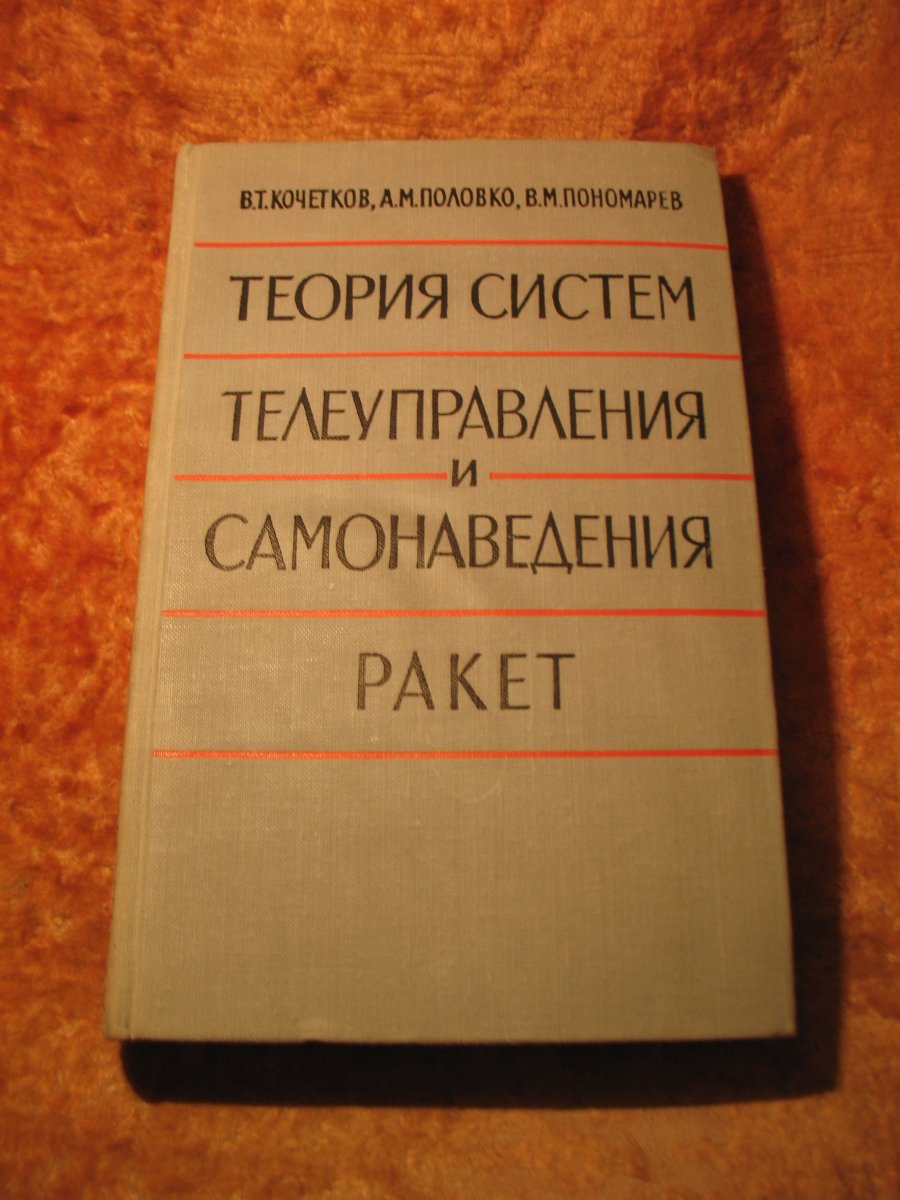 В.Т.КОЧЕТКОВ, А.М.ПОЛОВКО, В.М.ПОНОМАРЕВ
ТЕОРИЯ СИСТЕМ
ТЕЛЕУПРАВЛЕНИЯ
И
САМОНАВЕДЕНИЯ
РАКЕТ